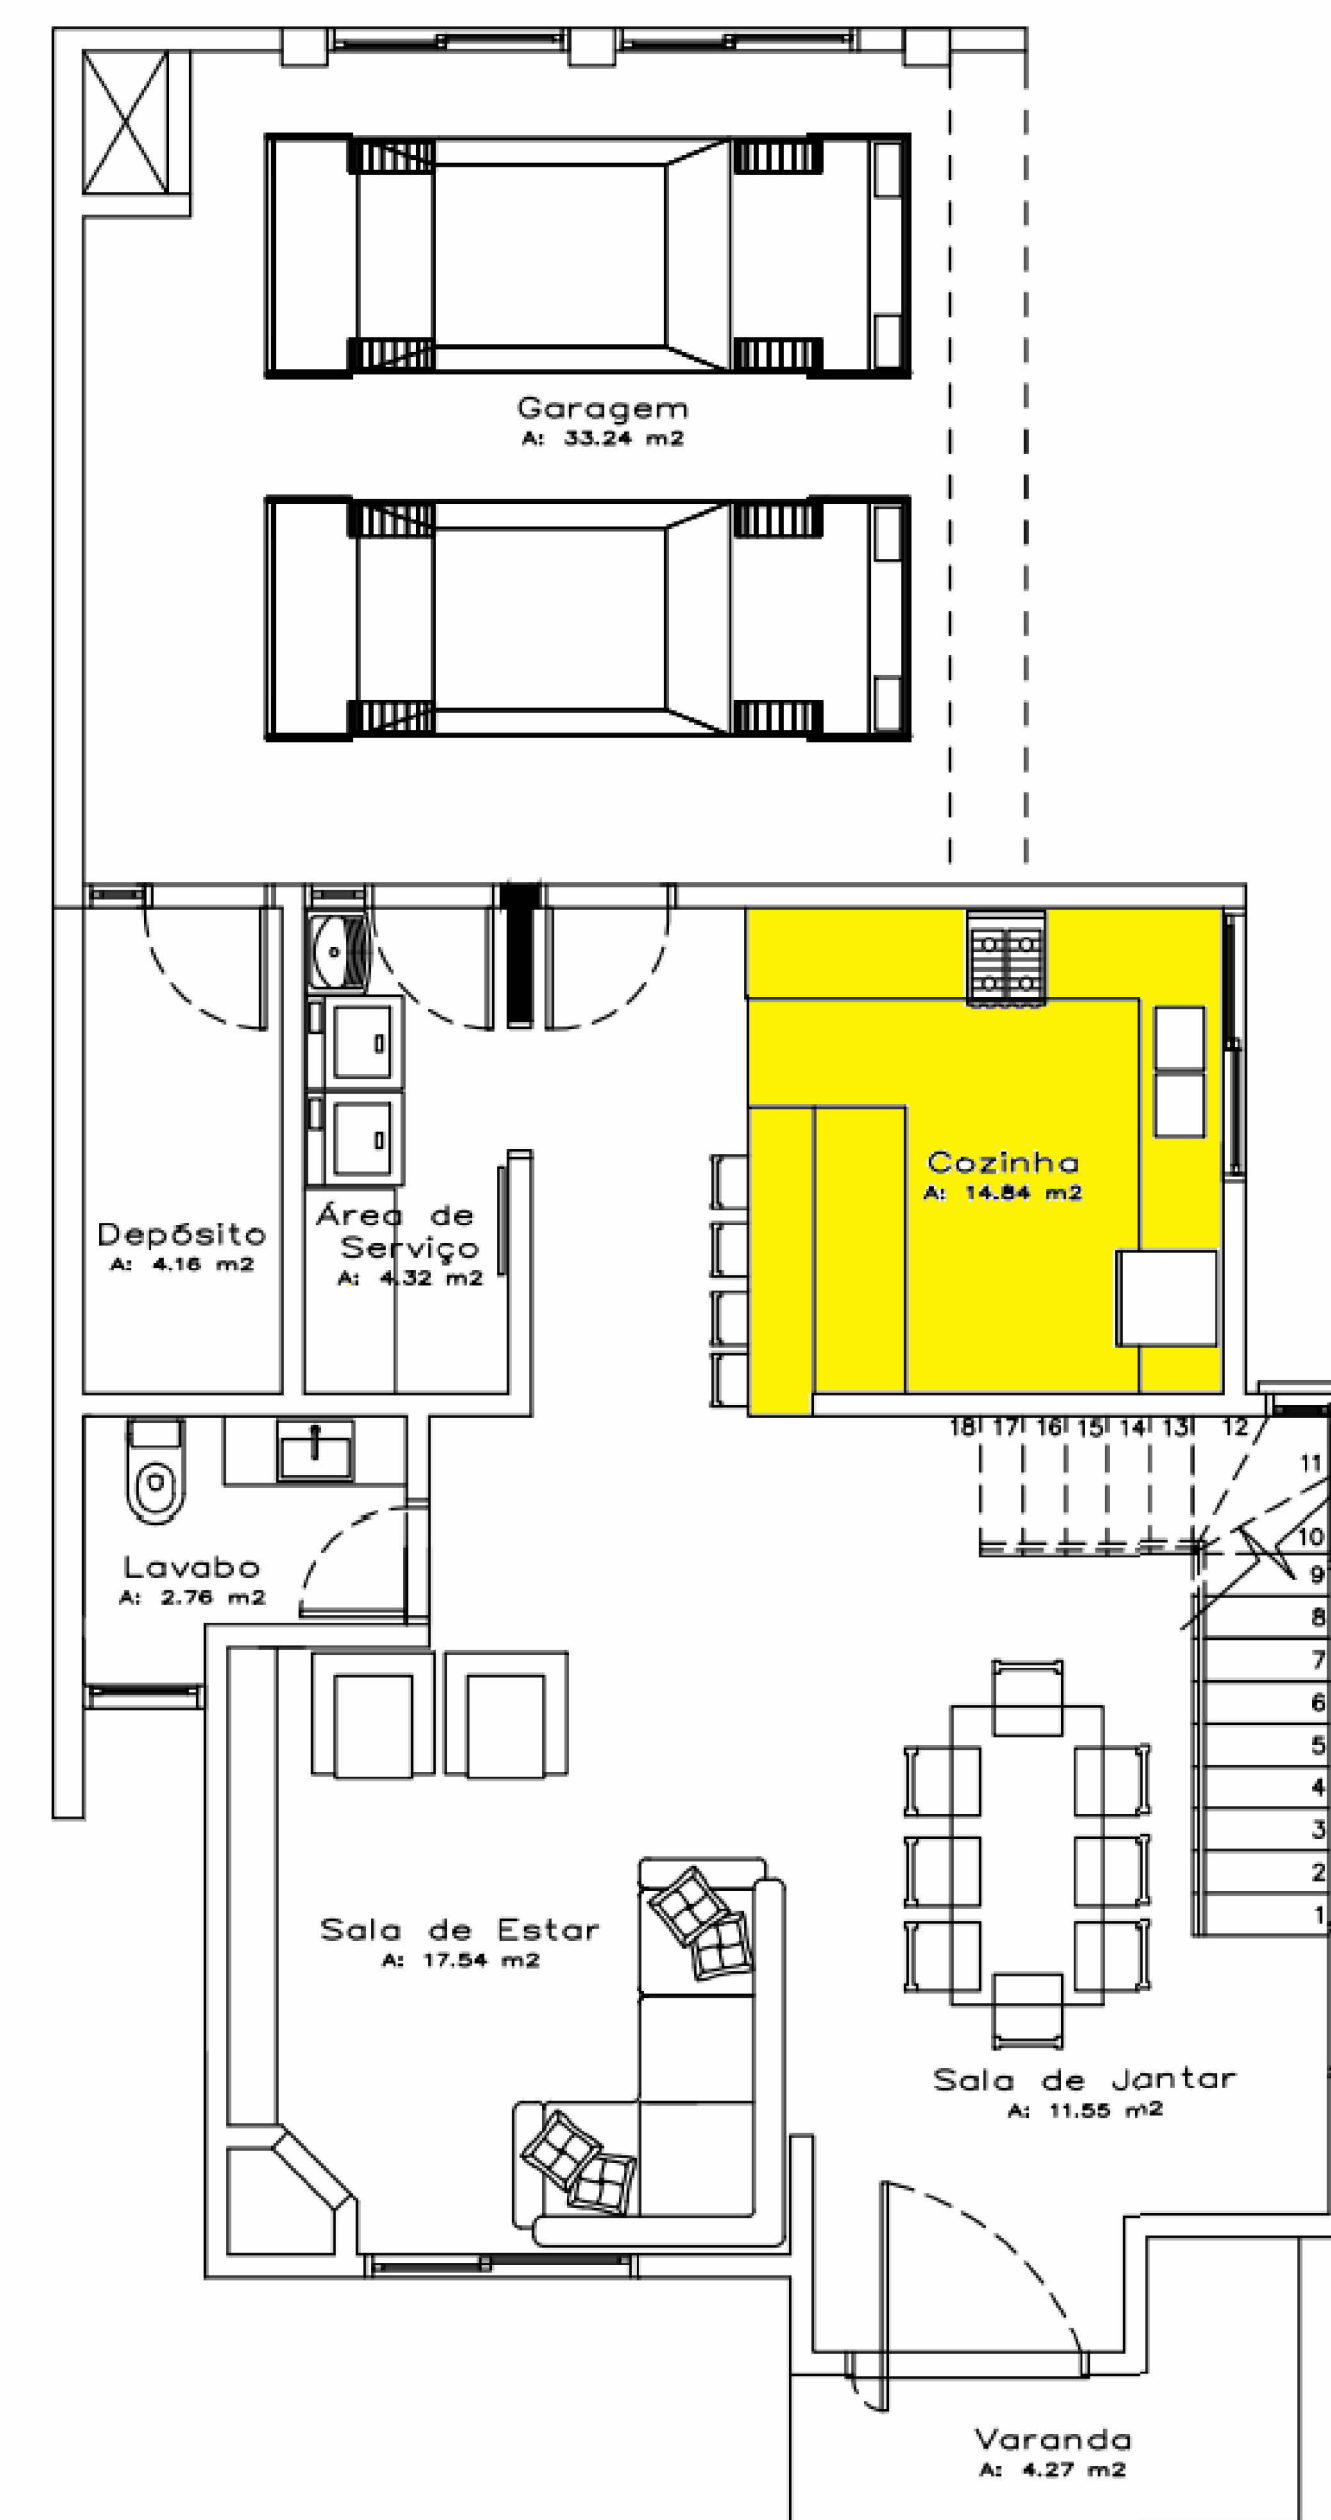 Garagem
A: 33.24 m2
Cozinha
A: 14.84 m2
Depósito
A: 4.16 m2
Área de
Serviço
A: 4.32 m2
18 17 16 15 14 13 12
11
10
9
8
7
6
5
4
3
2
1
Lavabo
A: 2.76 m2
Sala de Estar
A: 17.54 m2
Sala de Jantar
A: 11.55 m2
Varanda
A: 4.27 m2